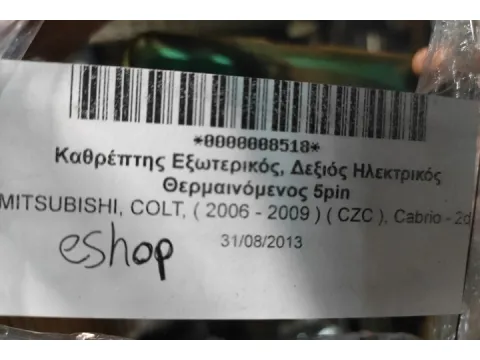 *0000008518*
Καθρέπτης Εξωτερικός, Δεξιός Ηλεκτρικός
Θερμαινόμενος 5pin
MITSUBISHI, COLT, ( 2006 - 2009 ) ( CZC ), Cabrio - 2d
eshop 31/08/2013